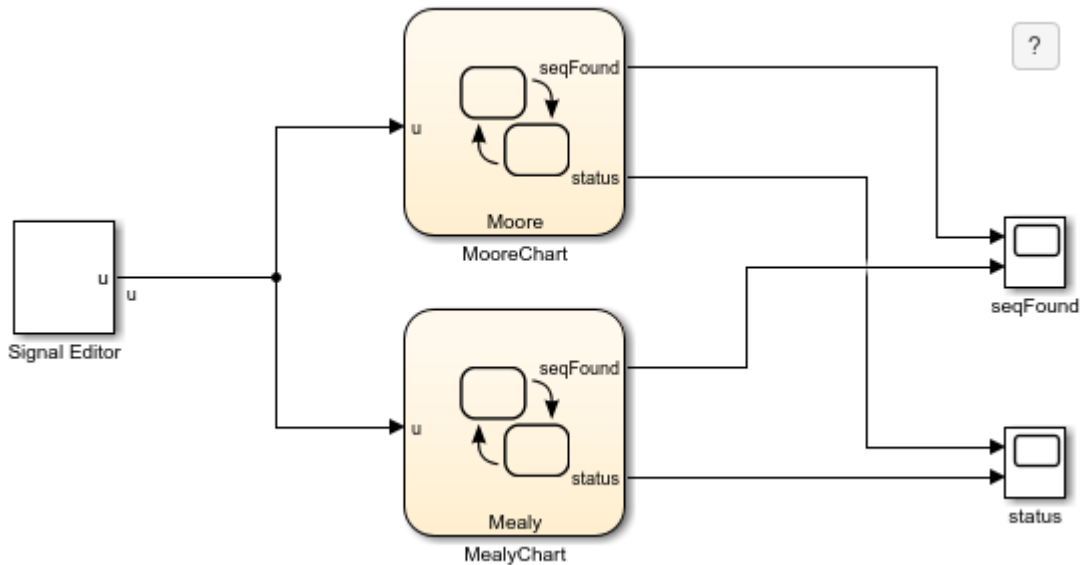 ?
seqFound
u
status
Moore
MooreChart
u
u
Signal Editor
seqFound
seqFound
u
status
Mealy
MealyChart
status